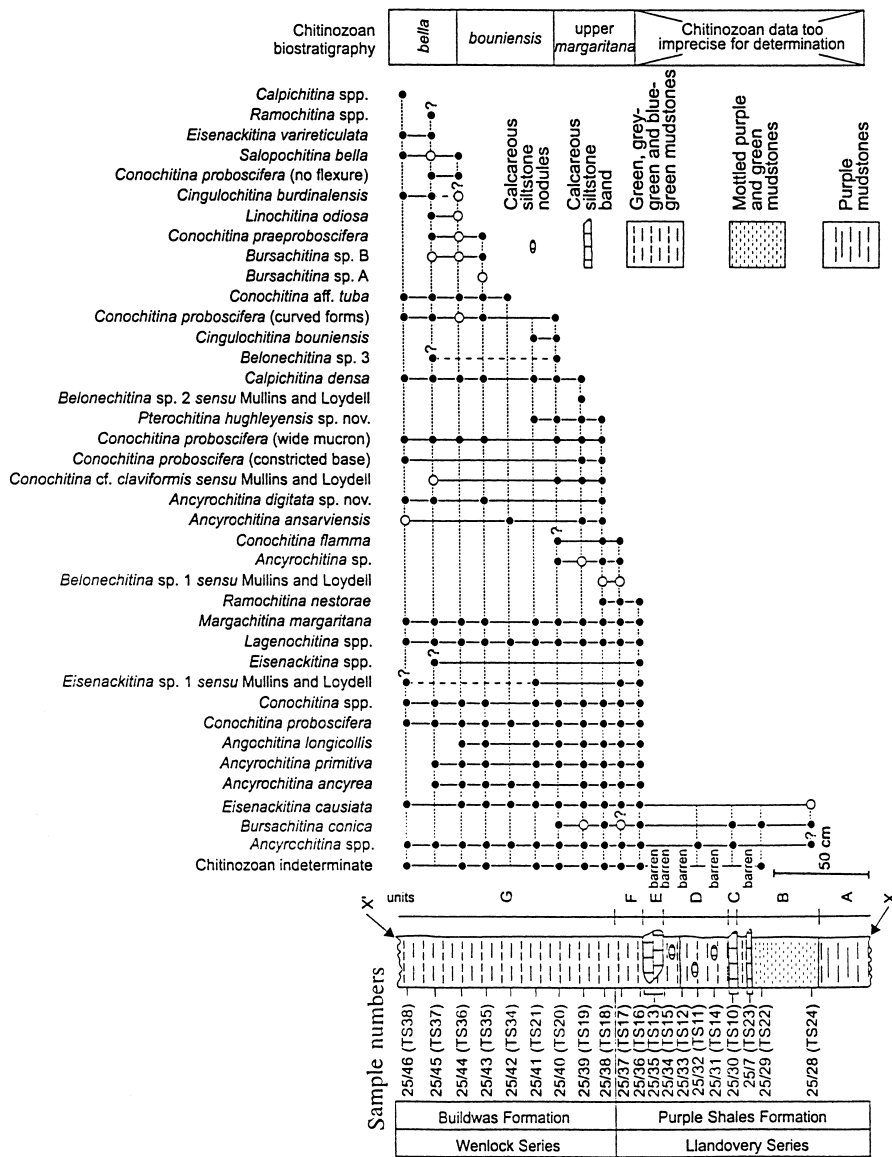 Chitinozoan
biostratigraphy
bella
bouniensis
upper
margaritana
Chitinozoan data too
imprecise for determination
Calpichitina spp.
Ramochitina spp.
Eisenackitina varireticulata
Salopochitina bella
Conochitina proboscifera (no flexure)
Cingulochitina burdinalensis
Linochitina odiosa
Conochitina praeproboscifera
Bursachitina sp. B
Bursachitina sp. A
Conochitina aff. tuba
Conochitina proboscifera (curved forms)
Cingulochitina bouniensis
Belonechitina sp. 3
Calpichitina densa
Belonechitina sp. 2 sensu Mullins and Loydell
Pterochitina hughleyensis sp. nov.
Conochitina proboscifera (wide mucron)
Conochitina proboscifera (constricted base)
Conochitina cf. claviformis sensu Mullins and Loydell
Ancyrochitina digitata sp. nov.
Ancyrochitina ansarviensis
Conochitina flamma
Ancyrochitina sp.
Belonechitina sp. 1 sensu Mullins and Loydell
Ramochitina nestorae
Margachitina margaritana
Lagenochitina spp.
Eisenackitina spp.
Eisenackitina sp. 1 sensu Mullins and Loydell
Conochitina spp.
Conochitina proboscifera
Angochitina longicollis
Ancyrochitina primitiva
Ancyrochitina ancyrea
Eisenackitina causiata
Bursachitina conica
Ancyrcchitina spp.
Chitinozoan indeterminate
?
?
?
?
?
?
?
?
?
Calcareous
siltstone
nodules
Calcareous
siltstone
band
Green, grey-
green and blue-
green mudstones
Mottled purple
and green
mudstones
Purple
mudstones
barren
barren
barren
barren
barren
50 cm
X'
units
G
F
E
D
C
B
A
X
Sample numbers
25/46 (TS38)
25/45 (TS37)
25/44 (TS36)
25/43 (TS35)
25/42 (TS34)
25/41 (TS21)
25/40 (TS20)
25/39 (TS19)
25/38 (TS18)
25/37 (TS17)
25/36 (TS16)
25/35 (TS13)
25/34 (TS15)
25/33 (TS12)
25/32 (TS11)
25/31 (TS14)
25/30 (TS10)
25/7 (TS23)
25/29 (TS22)
25/28 (TS24)
Buildwas Formation
Purple Shales Formation
Wenlock Series
Llandovery Series